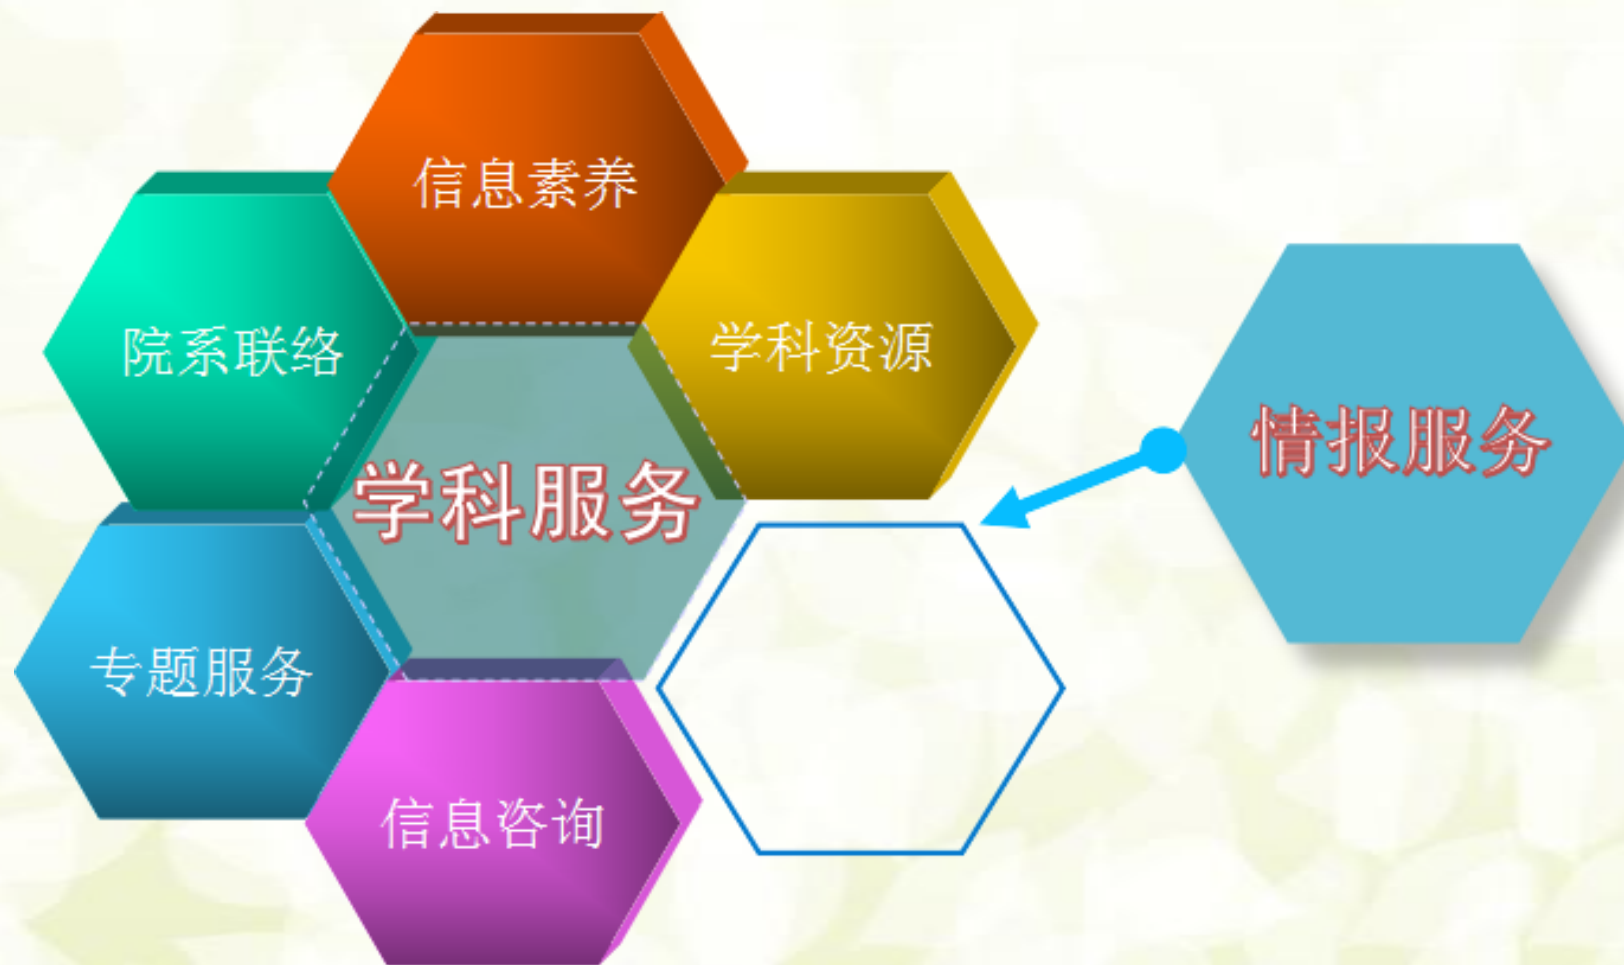 信息素养
院系联络
学科资源
情报服务
学科服务
专题服务
信息咨询